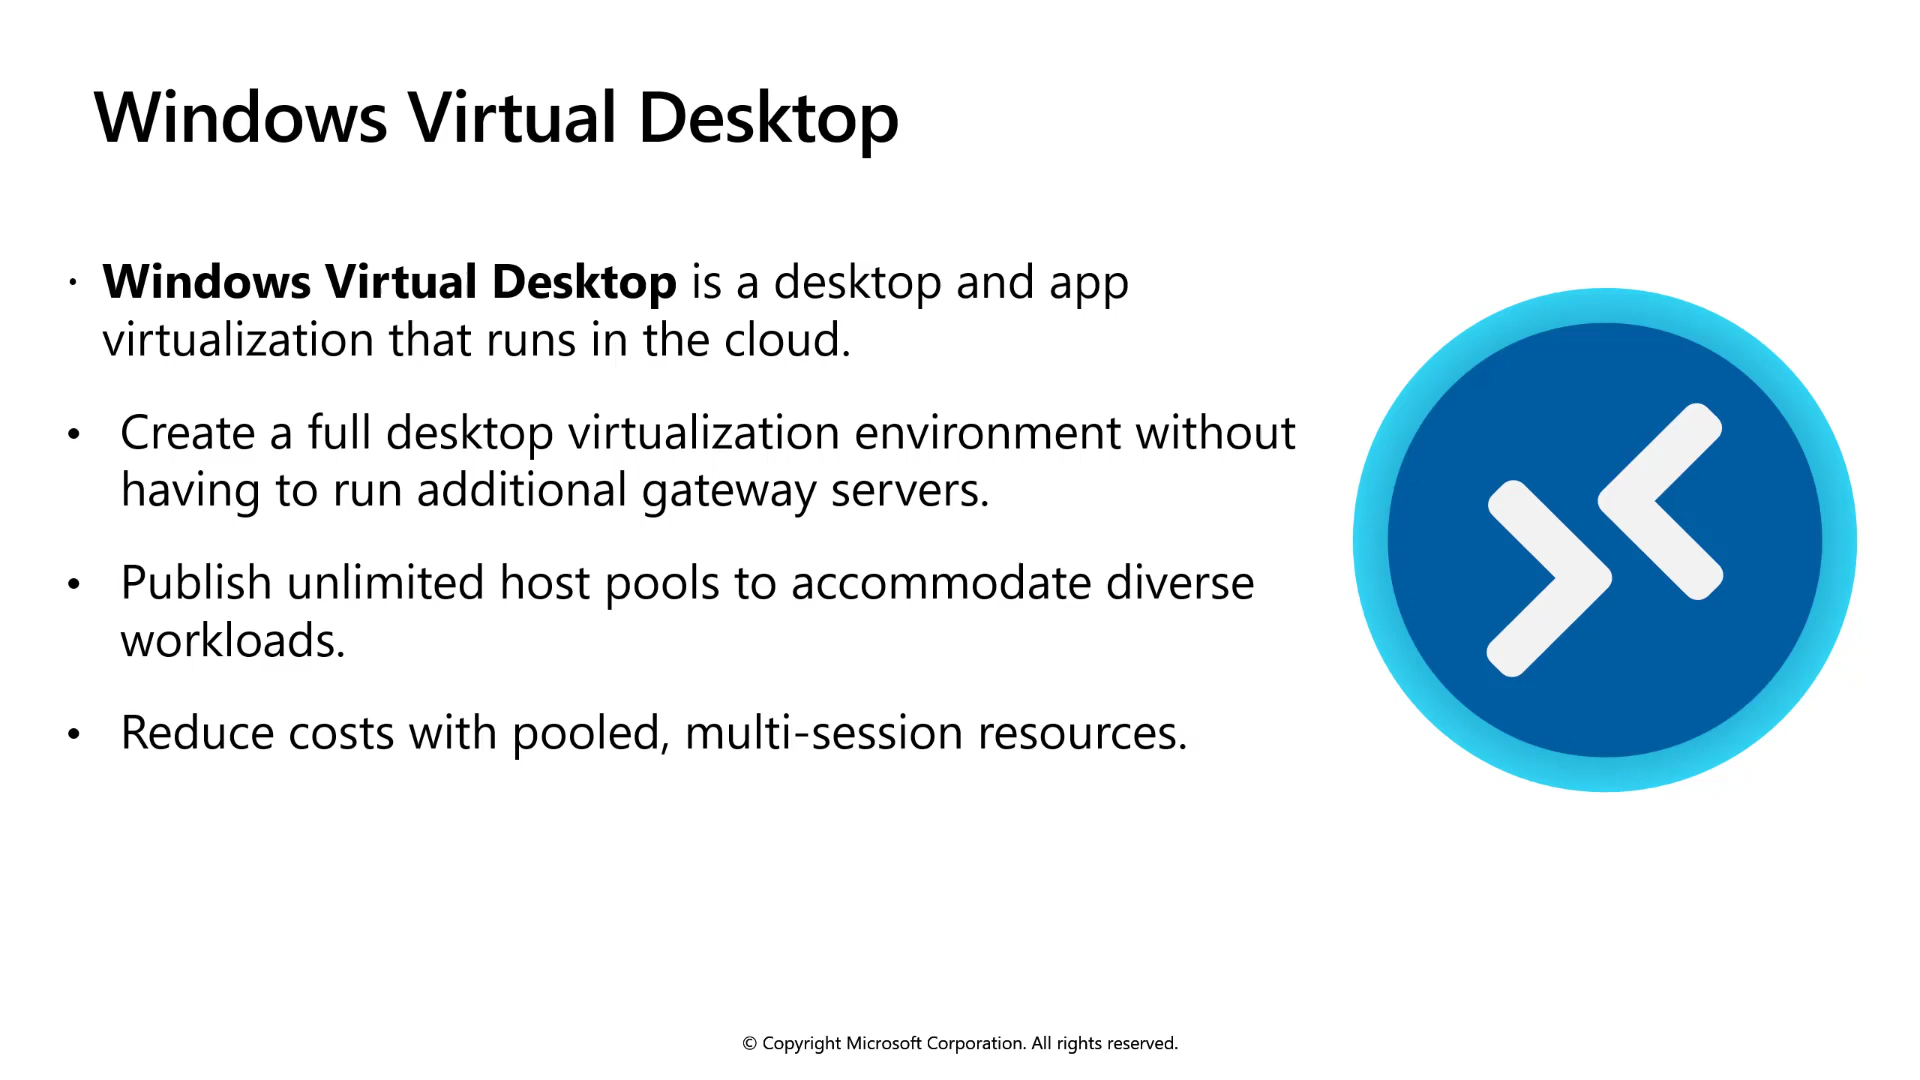 Windows Virtual Desktop
• Windows Virtual Desktop is a desktop and app
virtualization that runs in the cloud.
• Create a full desktop virtualization environment without
having to run additional gateway servers.
• Publish unlimited host pools to accommodate diverse
workloads.
• Reduce costs with pooled, multi-session resources.
© Copyright Microsoft Corporation. All rights reserved.